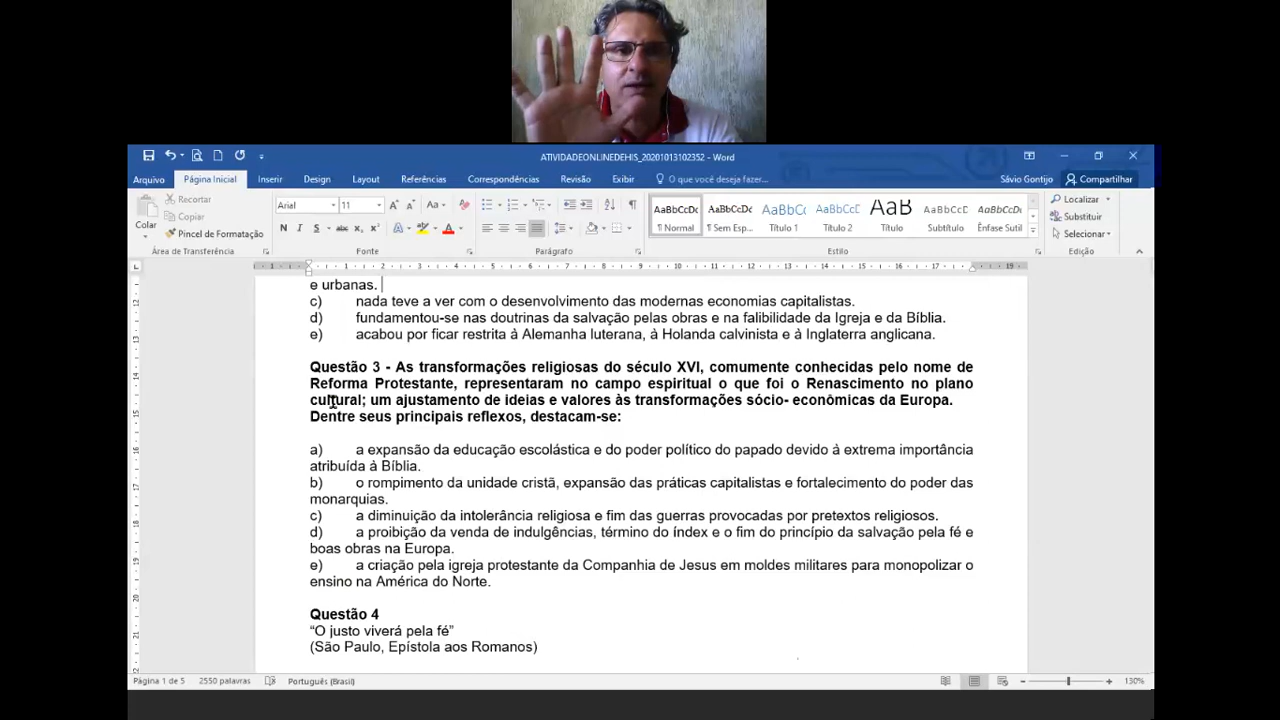 ATIVIDADEONLINEDEHIS_20201013102352 - Word
Arquivo Página Inicial Inserir Design Layout Referências Correspondências Revisão Exibir O que você deseja fazer... Sávio Gontijo Compartilhar
Colar
Recortar
Copiar
Pincel de Formatação
Área de Transferência
Arial 11
N I S abc x₂ x²
Fonte
Parágrafo
AaBbCcDc AaBbCcDc AaBbC AaBbCc AaB AaBbCcD AaBbCcDc
¶ Normal ¶ Sem Esp... Título 1 Título 2 Título Subtítulo Ênfase Sutil
Estilo
Localizar
Substituir
Selecionar
Edição
e urbanas.
c) nada teve a ver com o desenvolvimento das modernas economias capitalistas.
d) fundamentou-se nas doutrinas da salvação pelas obras e na falibilidade da Igreja e da Bíblia.
e) acabou por ficar restrita à Alemanha luterana, à Holanda calvinista e à Inglaterra anglicana.
Questão 3 - As transformações religiosas do século XVI, comumente conhecidas pelo nome de
Reforma Protestante, representaram no campo espiritual o que foi o Renascimento no plano
cultural; um ajustamento de ideias e valores às transformações sócio- econômicas da Europa.
Dentre seus principais reflexos, destacam-se:
a) a expansão da educação escolástica e do poder político do papado devido à extrema importância
atribuída à Bíblia.
b) o rompimento da unidade cristã, expansão das práticas capitalistas e fortalecimento do poder das
monarquias.
c) a diminuição da intolerância religiosa e fim das guerras provocadas por pretextos religiosos.
d) a proibição da venda de indulgências, término do índex e o fim do princípio da salvação pela fé e
boas obras na Europa.
e) a criação pela igreja protestante da Companhia de Jesus em moldes militares para monopolizar o
ensino na América do Norte.
Questão 4
“O justo viverá pela fé”
(São Paulo, Epístola aos Romanos)
Página 1 de 5 2550 palavras Português (Brasil) 130%